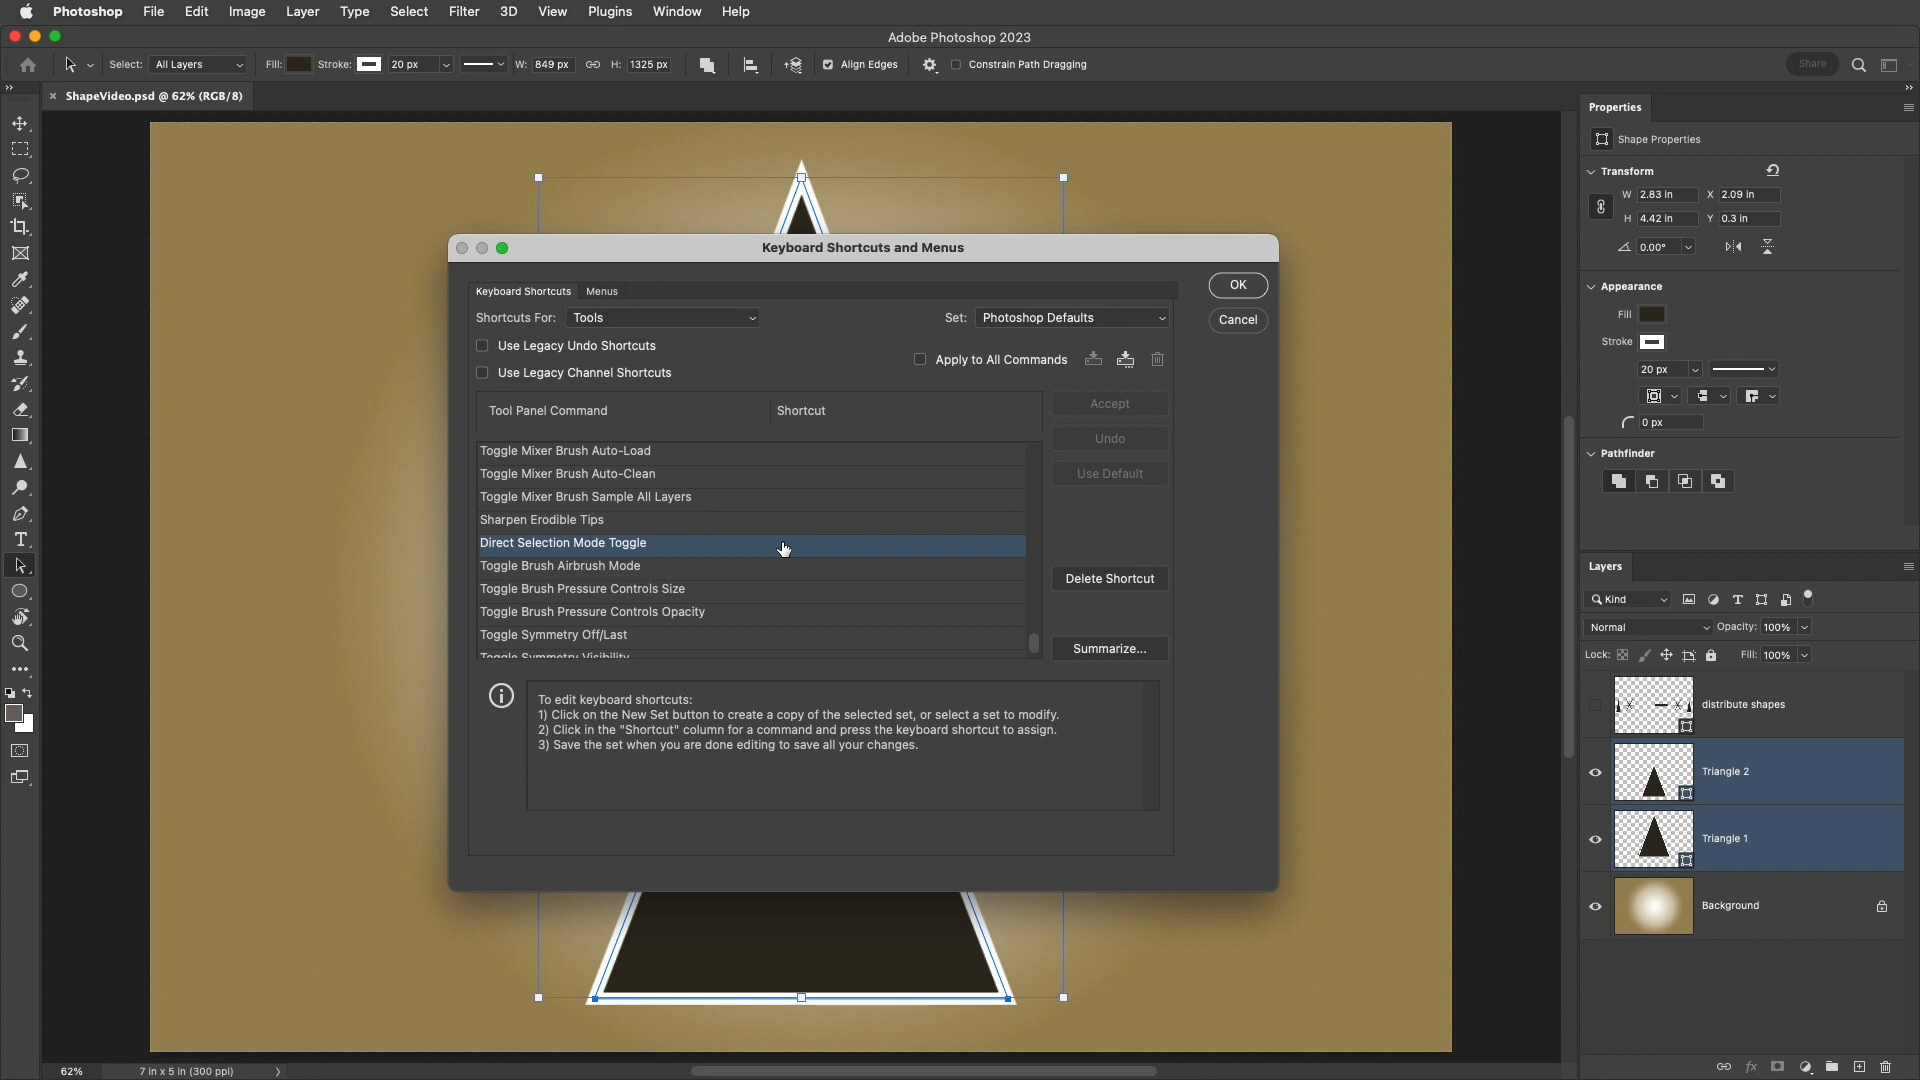 Photoshop File Edit Image Layer Type Select Filter 3D View Plugins Window Help
Adobe Photoshop 2023
Select: All Layers Fill: Stroke: 20 px W: 849 px H: 1325 px Align Edges Constrain Path Dragging Share
ShapeVideo.psd @ 62% (RGB/8)
Keyboard Shortcuts and Menus
Keyboard Shortcuts Menus
OK
Shortcuts For: Tools Set: Photoshop Defaults
Cancel
Use Legacy Undo Shortcuts
Apply to All Commands
Use Legacy Channel Shortcuts
Tool Panel Command Shortcut
Accept
Undo
Use Default
Toggle Mixer Brush Auto-Load
Toggle Mixer Brush Auto-Clean
Toggle Mixer Brush Sample All Layers
Sharpen Erodible Tips
Direct Selection Mode Toggle
Toggle Brush Airbrush Mode
Toggle Brush Pressure Controls Size
Toggle Brush Pressure Controls Opacity
Toggle Symmetry Off/Last
Toggle Symmetry Visibility
Delete Shortcut
Summarize...
To edit keyboard shortcuts:
1) Click on the New Set button to create a copy of the selected set, or select a set to modify.
2) Click in the "Shortcut" column for a command and press the keyboard shortcut to assign.
3) Save the set when you are done editing to save all your changes.
Properties
Shape Properties
Transform
W 2.83 in X 2.09 in
H 4.42 in Y 0.3 in
0.00°
Appearance
Fill
Stroke
20 px
0 px
Pathfinder
Layers
Kind
Normal Opacity: 100%
Lock: Fill: 100%
distribute shapes
Triangle 2
Triangle 1
Background
62% 7 in x 5 in (300 ppi)